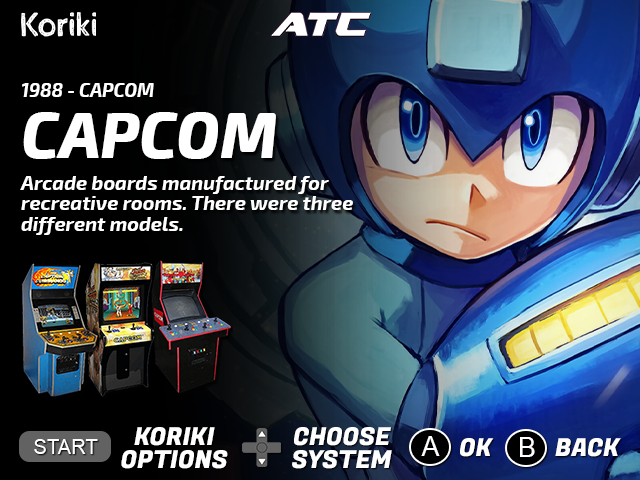 Koriki
ATC
1988 - CAPCOM
CAPCOM
Arcade boards manufactured for
recreative rooms. There were three
different models.
CAPCOM
START
KORIKI
OPTIONS
CHOOSE
SYSTEM
A OK
B BACK